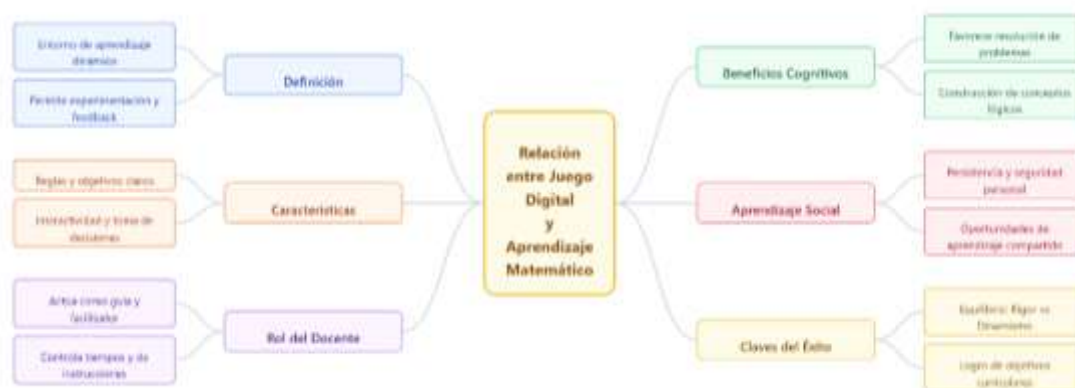 Entorno de aprendizaje
dinámico
Permite experimentación y
feedback
Definición
Reglas y objetivos claros
Interactividad y toma de
decisiones
Características
Actúa como guía y
facilitador
Controla tiempos y da
instrucciones
Rol del Docente
Relación
entre Juego
Digital
y
Aprendizaje
Matemático
Beneficios Cognitivos
Favorece resolución de
problemas
Construcción de conceptos
lógicos
Aprendizaje Social
Persistencia y seguridad
personal
Oportunidades de
aprendizaje compartido
Claves del Éxito
Equilibrio: Rigor vs
Dinamismo
Logro de objetivos
curriculares